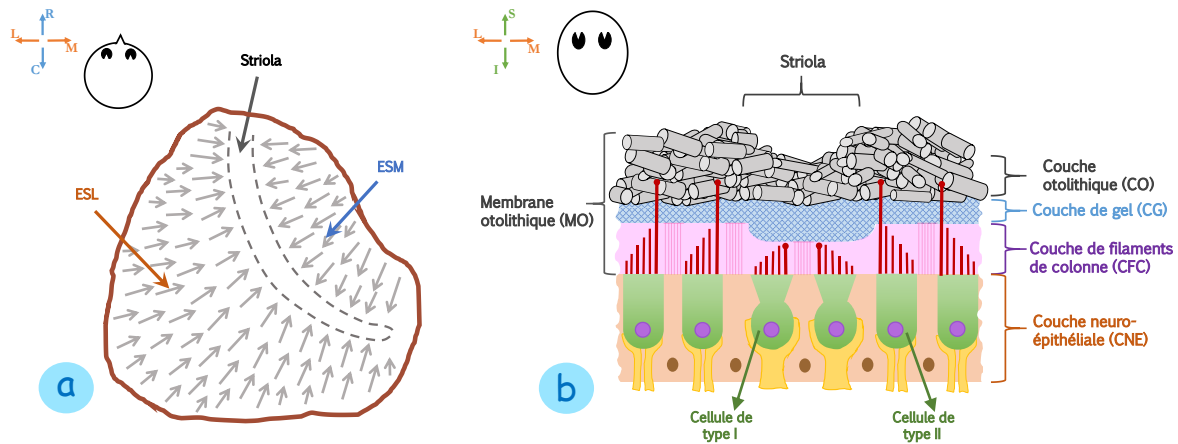 R
L
M
C
Striola
ESL
ESM
a
S
L
M
I
Striola
Membrane
otolithique (MO)
Couche
otolithique (CO)
Couche de gel (CG)
Couche de filaments
de colonne (CFC)
Couche neuro-
épithéliale (CNE)
b
Cellule de
type I
Cellule de
type II